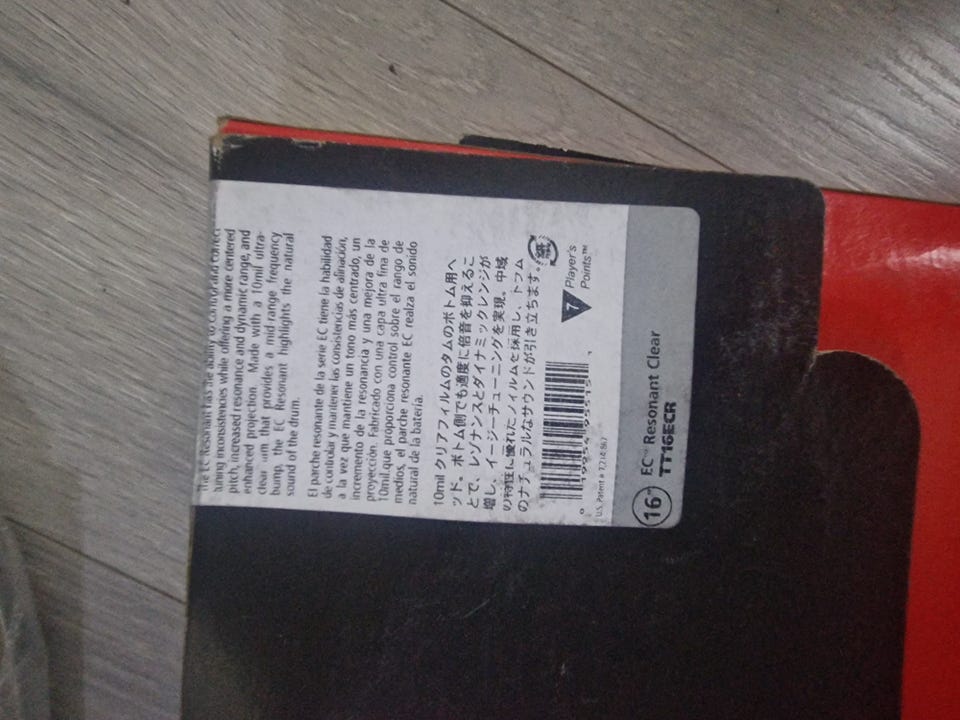 The EC Resonant has the ability to control and correct
tuning inconsistencies while offering a more centered
pitch, increased resonance and dynamic range, and
enhanced projection. Made with a 10mil ultra-
clear that provides a mid range frequency
bump, the EC Resonant highlights the natural
sound of the drum.
El parche resonante de la serie EC tiene la habilidad
de controlar y mantener las consistencias de afinación,
a la vez que mantiene un tono más centrado, un
incremento de la resonancia y una mejora de la
proyección. Fabricado con una capa ultra fina de
10mil.que proporciona control sobre el rango de
medios, el parche resonante EC realza el sonido
natural de la batería.
10mil クリアフィルムのタムのボトム用ヘ
ッド。ボトム側でも適度に倍音を抑えるこ
とで、レゾナンスとダイナミックレンジが
増し、イージーチューニングを実現。中域
の特性に優れたフィルムを採用し、ドラム
のナチュラルなサウンドが引き立ちます。
紙
7 Player's
Points™
U.S. Patent # 7,214,867
16" EC™ Resonant Clear
TT16ECR